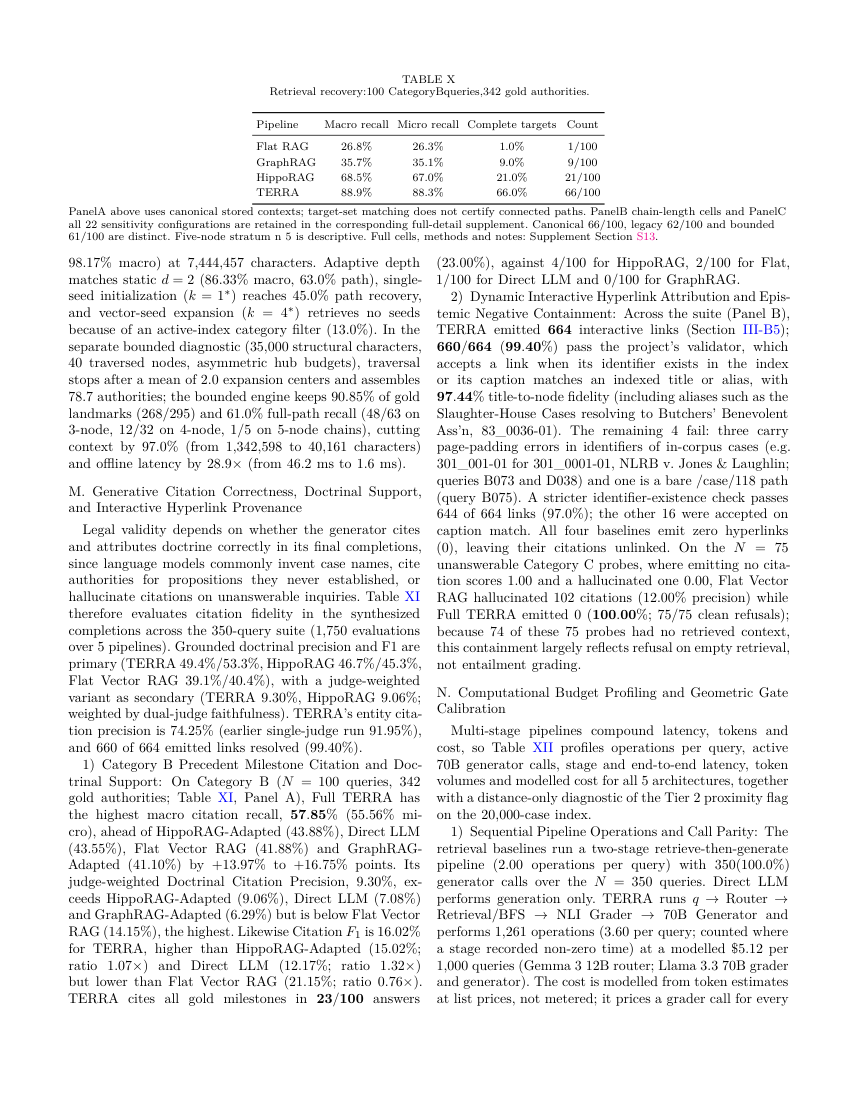 TABLE X
Retrieval recovery:100 CategoryBqueries,342 gold authorities.
Pipeline Macro recall Micro recall Complete targets Count
Flat RAG 26.8% 26.3% 1.0% 1/100
GraphRAG 35.7% 35.1% 9.0% 9/100
HippoRAG 68.5% 67.0% 21.0% 21/100
TERRA 88.9% 88.3% 66.0% 66/100
PanelA above uses canonical stored contexts; target-set matching does not certify connected paths. PanelB chain-length cells and PanelC
all 22 sensitivity configurations are retained in the corresponding full-detail supplement. Canonical 66/100, legacy 62/100 and bounded
61/100 are distinct. Five-node stratum n 5 is descriptive. Full cells, methods and notes: Supplement Section S13.
98.17% macro) at 7,444,457 characters. Adaptive depth
matches static d = 2 (86.33% macro, 63.0% path), single-
seed initialization (k = 1*) reaches 45.0% path recovery,
and vector-seed expansion (k = 4*) retrieves no seeds
because of an active-index category filter (13.0%). In the
separate bounded diagnostic (35,000 structural characters,
40 traversed nodes, asymmetric hub budgets), traversal
stops after a mean of 2.0 expansion centers and assembles
78.7 authorities; the bounded engine keeps 90.85% of gold
landmarks (268/295) and 61.0% full-path recall (48/63 on
3-node, 12/32 on 4-node, 1/5 on 5-node chains), cutting
context by 97.0% (from 1,342,598 to 40,161 characters)
and offline latency by 28.9× (from 46.2 ms to 1.6 ms).
M. Generative Citation Correctness, Doctrinal Support,
and Interactive Hyperlink Provenance
Legal validity depends on whether the generator cites
and attributes doctrine correctly in its final completions,
since language models commonly invent case names, cite
authorities for propositions they never established, or
hallucinate citations on unanswerable inquiries. Table XI
therefore evaluates citation fidelity in the synthesized
completions across the 350-query suite (1,750 evaluations
over 5 pipelines). Grounded doctrinal precision and F1 are
primary (TERRA 49.4%/53.3%, HippoRAG 46.7%/45.3%,
Flat Vector RAG 39.1%/40.4%), with a judge-weighted
variant as secondary (TERRA 9.30%, HippoRAG 9.06%;
weighted by dual-judge faithfulness). TERRA's entity cita-
tion precision is 74.25% (earlier single-judge run 91.95%),
and 660 of 664 emitted links resolved (99.40%).
1) Category B Precedent Milestone Citation and Doc-
trinal Support: On Category B (N = 100 queries, 342
gold authorities; Table XI, Panel A), Full TERRA has
the highest macro citation recall, 57.85% (55.56% mi-
cro), ahead of HippoRAG-Adapted (43.88%), Direct LLM
(43.55%), Flat Vector RAG (41.88%) and GraphRAG-
Adapted (41.10%) by +13.97% to +16.75% points. Its
judge-weighted Doctrinal Citation Precision, 9.30%, ex-
ceeds HippoRAG-Adapted (9.06%), Direct LLM (7.08%)
and GraphRAG-Adapted (6.29%) but is below Flat Vector
RAG (14.15%), the highest. Likewise Citation F1 is 16.02%
for TERRA, higher than HippoRAG-Adapted (15.02%;
ratio 1.07×) and Direct LLM (12.17%; ratio 1.32×)
but lower than Flat Vector RAG (21.15%; ratio 0.76×).
TERRA cites all gold milestones in 23/100 answers
(23.00%), against 4/100 for HippoRAG, 2/100 for Flat,
1/100 for Direct LLM and 0/100 for GraphRAG.
2) Dynamic Interactive Hyperlink Attribution and Epis-
temic Negative Containment: Across the suite (Panel B),
TERRA emitted 664 interactive links (Section III-B5);
660/664 (99.40%) pass the project's validator, which
accepts a link when its identifier exists in the index
or its caption matches an indexed title or alias, with
97.44% title-to-node fidelity (including aliases such as the
Slaughter-House Cases resolving to Butchers' Benevolent
Ass'n, 83_0036-01). The remaining 4 fail: three carry
page-padding errors in identifiers of in-corpus cases (e.g.
301_001-01 for 301_0001-01, NLRB v. Jones & Laughlin;
queries B073 and D038) and one is a bare /case/118 path
(query B075). A stricter identifier-existence check passes
644 of 664 links (97.0%); the other 16 were accepted on
caption match. All four baselines emit zero hyperlinks
(0), leaving their citations unlinked. On the N = 75
unanswerable Category C probes, where emitting no cita-
tion scores 1.00 and a hallucinated one 0.00, Flat Vector
RAG hallucinated 102 citations (12.00% precision) while
Full TERRA emitted 0 (100.00%; 75/75 clean refusals);
because 74 of these 75 probes had no retrieved context,
this containment largely reflects refusal on empty retrieval,
not entailment grading.
N. Computational Budget Profiling and Geometric Gate
Calibration
Multi-stage pipelines compound latency, tokens and
cost, so Table XII profiles operations per query, active
70B generator calls, stage and end-to-end latency, token
volumes and modelled cost for all 5 architectures, together
with a distance-only diagnostic of the Tier 2 proximity flag
on the 20,000-case index.
1) Sequential Pipeline Operations and Call Parity: The
retrieval baselines run a two-stage retrieve-then-generate
pipeline (2.00 operations per query) with 350(100.0%)
generator calls over the N = 350 queries. Direct LLM
performs generation only. TERRA runs q → Router →
Retrieval/BFS → NLI Grader → 70B Generator and
performs 1,261 operations (3.60 per query; counted where
a stage recorded non-zero time) at a modelled $5.12 per
1,000 queries (Gemma 3 12B router; Llama 3.3 70B grader
and generator). The cost is modelled from token estimates
at list prices, not metered; it prices a grader call for every